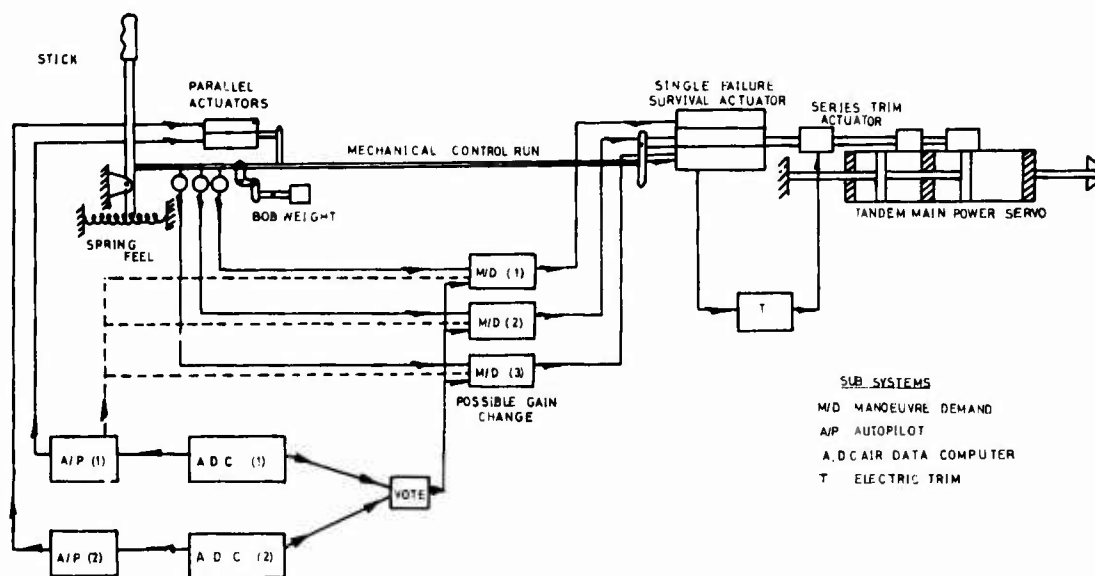 STICK
PARALLEL
ACTUATORS
SINGLE FAILURE
SURVIVAL ACTUATOR
SERIES TRIM
ACTUATOR
MECHANICAL CONTROL RUN
BOB WEIGHT
SPRING
FEEL
TANDEM MAIN POWER SERVO
M/D (1)
M/D (2)
M/D (3)
T
POSSIBLE GAIN
CHANGE
A/P (1)
A D C (1)
VOTE
A/P (2)
A D C (2)
SUB SYSTEMS
M/D MANOEUVRE DEMAND
A/P AUTOPILOT
A,DC AIR DATA COMPUTER
T ELECTRIC TRIM